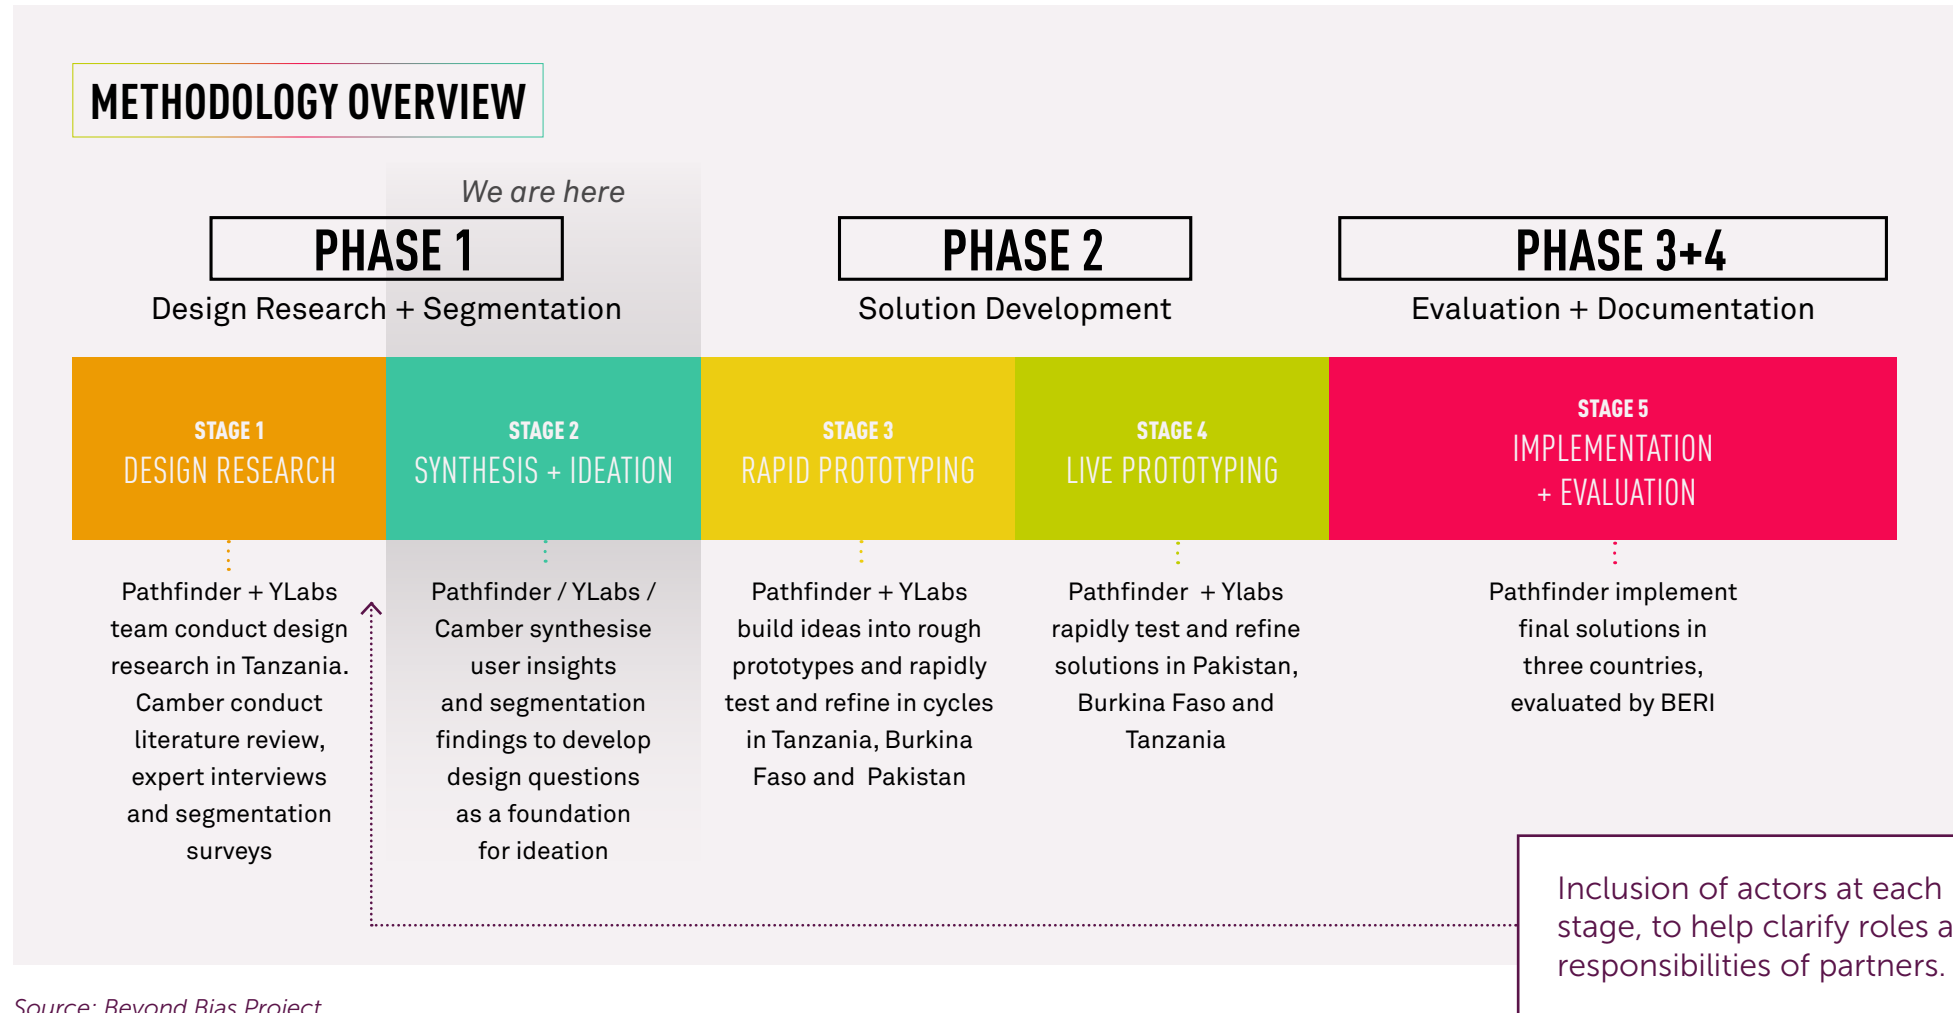 METHODOLOGY OVERVIEW
We are here
PHASE 1
Design Research + Segmentation
PHASE 2
Solution Development
PHASE 3+4
Evaluation + Documentation
STAGE 1
DESIGN RESEARCH
STAGE 2
SYNTHESIS + IDEATION
STAGE 3
RAPID PROTOTYPING
STAGE 4
LIVE PROTOTYPING
STAGE 5
IMPLEMENTATION
+ EVALUATION
Pathfinder + YLabs
team conduct design
research in Tanzania.
Camber conduct
literature review,
expert interviews
and segmentation
surveys
Pathfinder / YLabs /
Camber synthesise
user insights
and segmentation
findings to develop
design questions
as a foundation
for ideation
Pathfinder + YLabs
build ideas into rough
prototypes and rapidly
test and refine in cycles
in Tanzania, Burkina
Faso and Pakistan
Pathfinder + Ylabs
rapidly test and refine
solutions in Pakistan,
Burkina Faso and
Tanzania
Pathfinder implement
final solutions in
three countries,
evaluated by BERI
Inclusion of actors at each
stage, to help clarify roles
responsibilities of partners.
Source: Beyond Bias Project